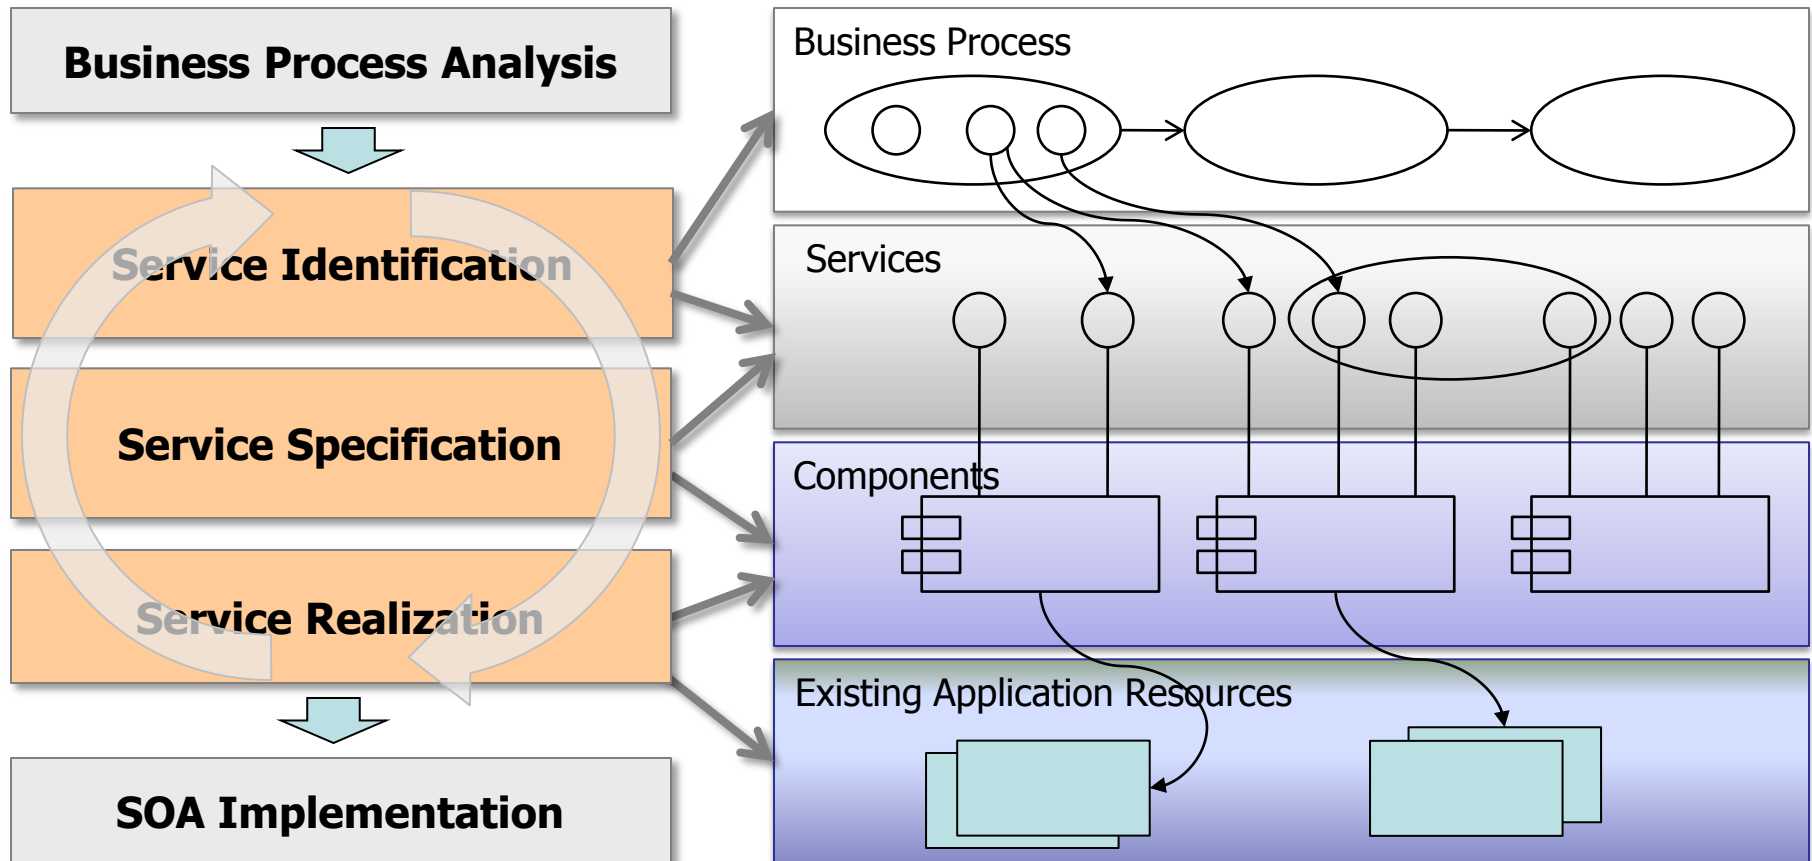 Business Process Analysis
Service Identification
Service Specification
Service Realization
SOA Implementation
Business Process
Services
Components
Existing Application Resources